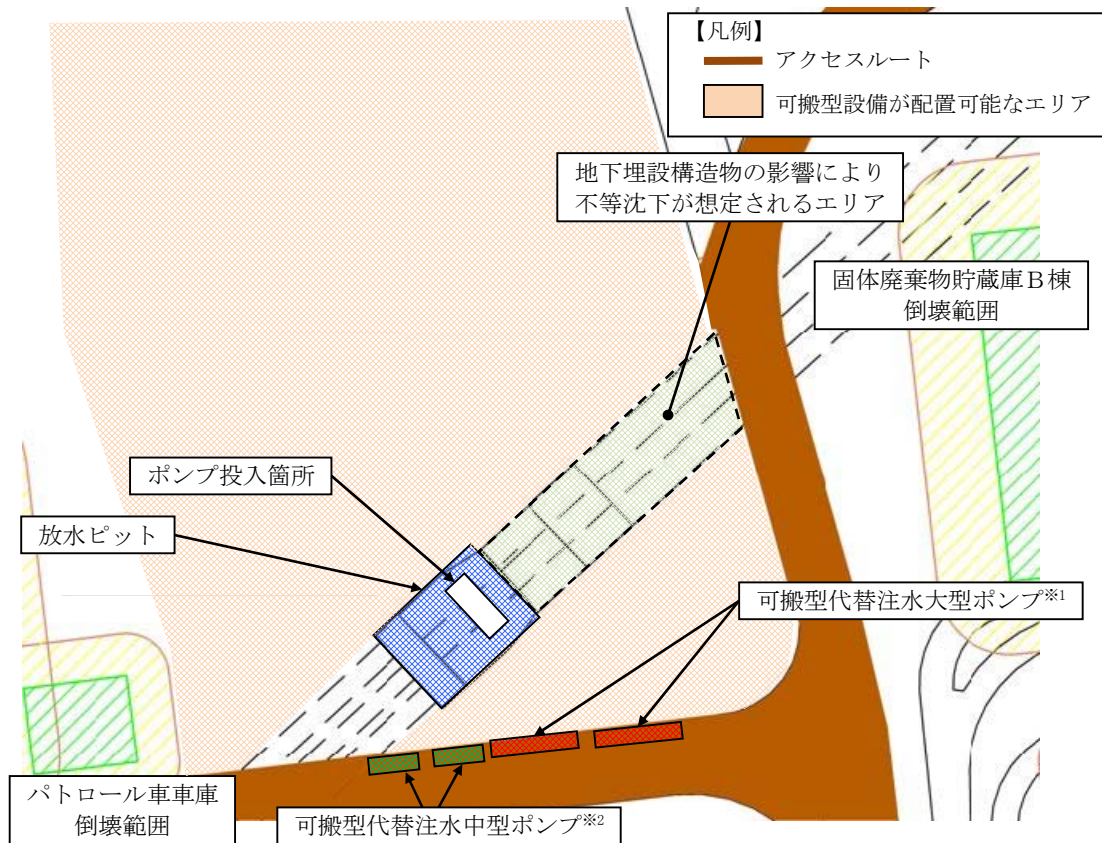 【凡例】
アクセスルート
可搬型設備が配置可能なエリア
地下埋設構造物の影響により
不等沈下が想定されるエリア
固体廃棄物貯蔵庫B棟
倒壊範囲
ポンプ投入箇所
放水ピット
可搬型代替注水大型ポンプ※1
パトロール車車庫
倒壊範囲
可搬型代替注水中型ポンプ※2